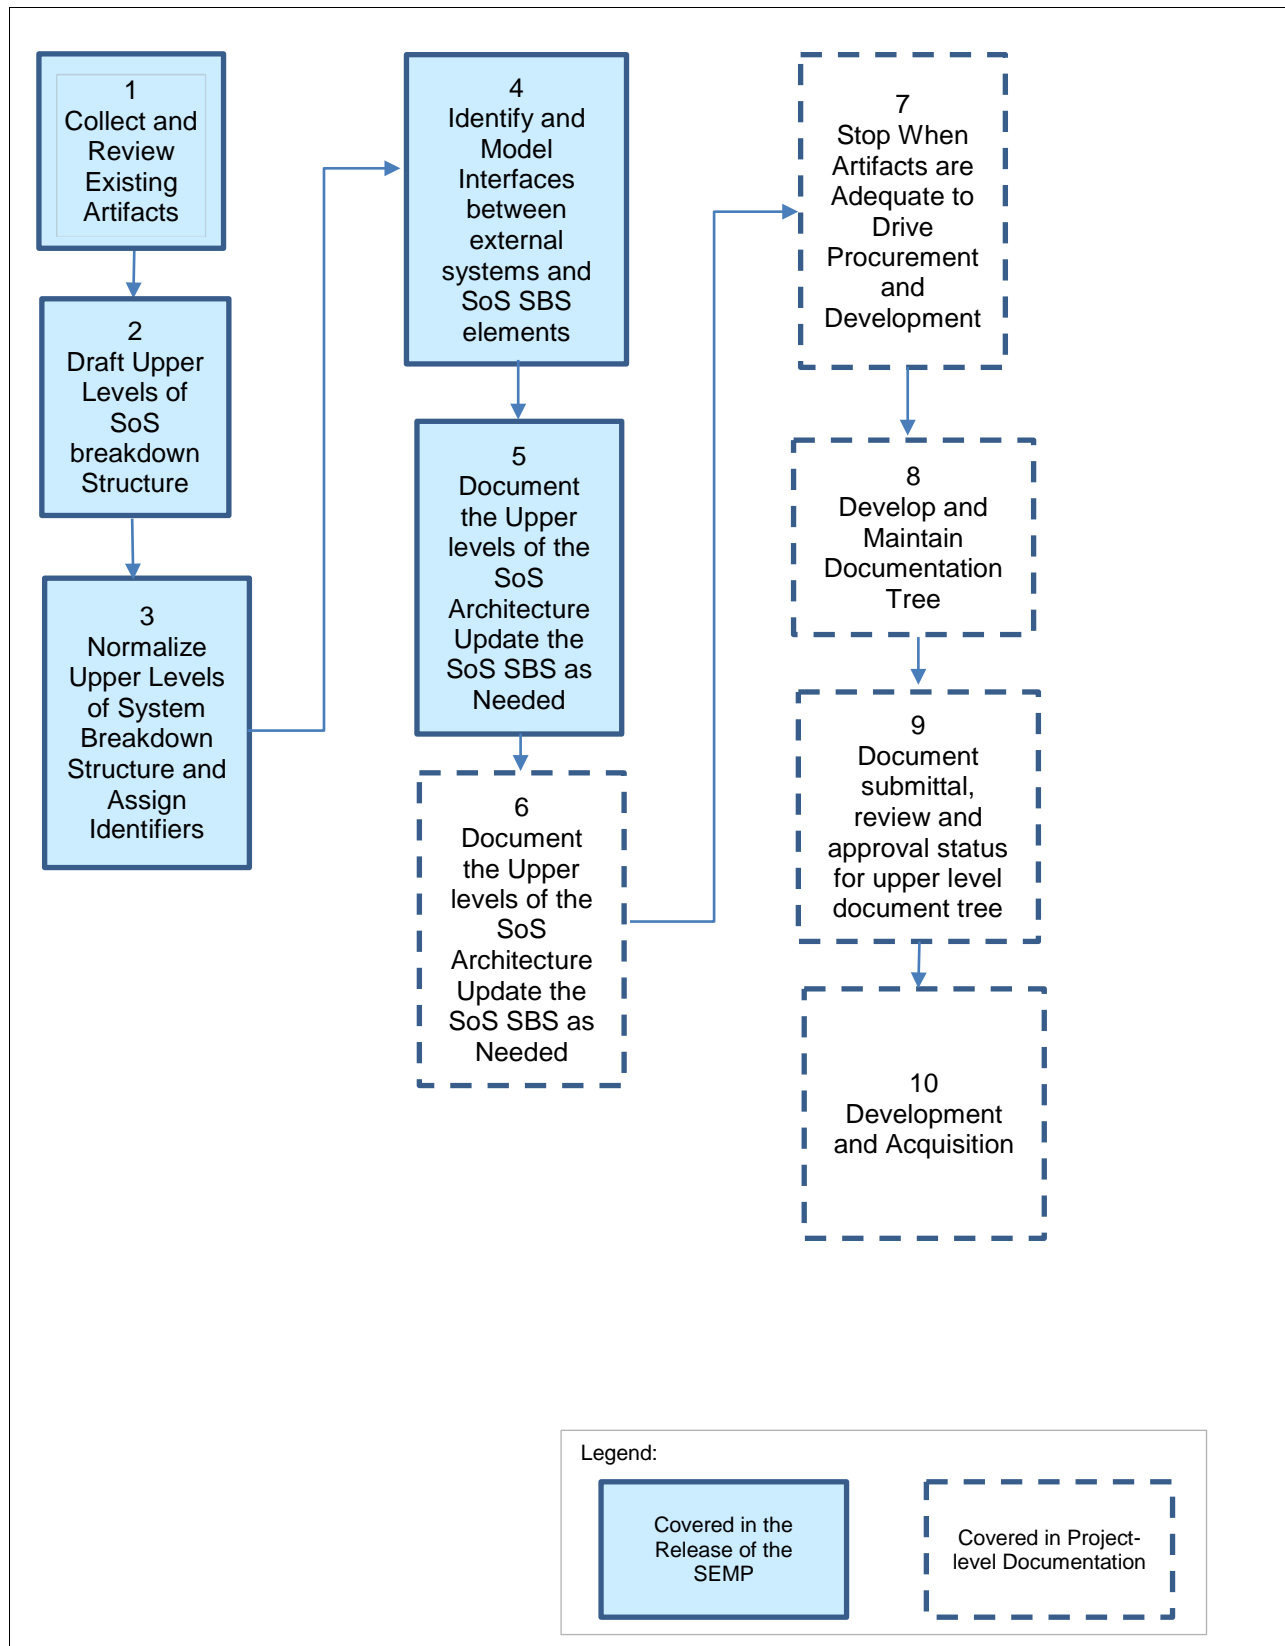 1
Collect and
Review
Existing
Artifacts
2
Draft Upper
Levels of
SoS
breakdown
Structure
3
Normalize
Upper Levels
of System
Breakdown
Structure and
Assign
Identifiers
4
Identify and
Model
Interfaces
between
external
systems and
SoS SBS
elements
5
Document
the Upper
levels of the
SoS
Architecture
Update the
SoS SBS as
Needed
6
Document
the Upper
levels of the
SoS
Architecture
Update the
SoS SBS as
Needed
7
Stop When
Artifacts are
Adequate to
Drive
Procurement
and
Development
8
Develop and
Maintain
Documentation
Tree
9
Document
submittal,
review and
approval status
for upper level
document tree
10
Development
and Acquisition
Legend:
Covered in the
Release of the
SEMP
Covered in Project-
level Documentation